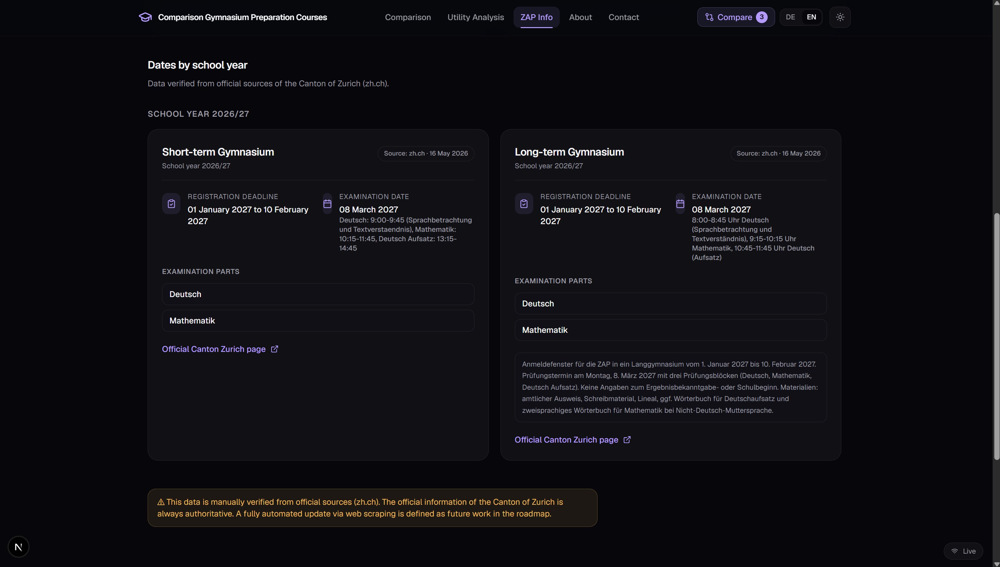 Comparison Gymnasium Preparation Courses
Comparison
Utility Analysis
ZAP Info
About
Contact
Compare 3
DE EN
Dates by school year
Data verified from official sources of the Canton of Zurich (zh.ch).
SCHOOL YEAR 2026/27
Short-term Gymnasium
Source: zh.ch · 16 May 2026
School year 2026/27
REGISTRATION DEADLINE
01 January 2027 to 10 February
2027
EXAMINATION DATE
08 March 2027
Deutsch: 9:00-9:45 (Sprachbetrachtung
und Textverstaendnis), Mathematik:
10:15-11:45, Deutsch Aufsatz: 13:15-
14:45
EXAMINATION PARTS
Deutsch
Mathematik
Official Canton Zurich page
Long-term Gymnasium
Source: zh.ch · 16 May 2026
School year 2026/27
REGISTRATION DEADLINE
01 January 2027 to 10 February
2027
EXAMINATION DATE
08 March 2027
8:00-8:45 Uhr Deutsch
(Sprachbetrachtung und
Textverständnis), 9:15-10:15 Uhr
Mathematik, 10:45-11:45 Uhr Deutsch
(Aufsatz)
EXAMINATION PARTS
Deutsch
Mathematik
Anmeldefenster für die ZAP in ein Langgymnasium vom 1. Januar 2027 bis 10. Februar 2027.
Prüfungstermin am Montag, 8. März 2027 mit drei Prüfungsblöcken (Deutsch, Mathematik,
Deutsch Aufsatz). Keine Angaben zum Ergebnisbekanntgabe- oder Schulbeginn. Materialien:
amtlicher Ausweis, Schreibmaterial, Lineal, ggf. Wörterbuch für Deutschaufsatz und
zweisprachiges Wörterbuch für Mathematik bei Nicht-Deutsch-Muttersprache.
Official Canton Zurich page
⚠ This data is manually verified from official sources (zh.ch). The official information of the Canton of Zurich is
always authoritative. A fully automated update via web scraping is defined as future work in the roadmap.
N
Live